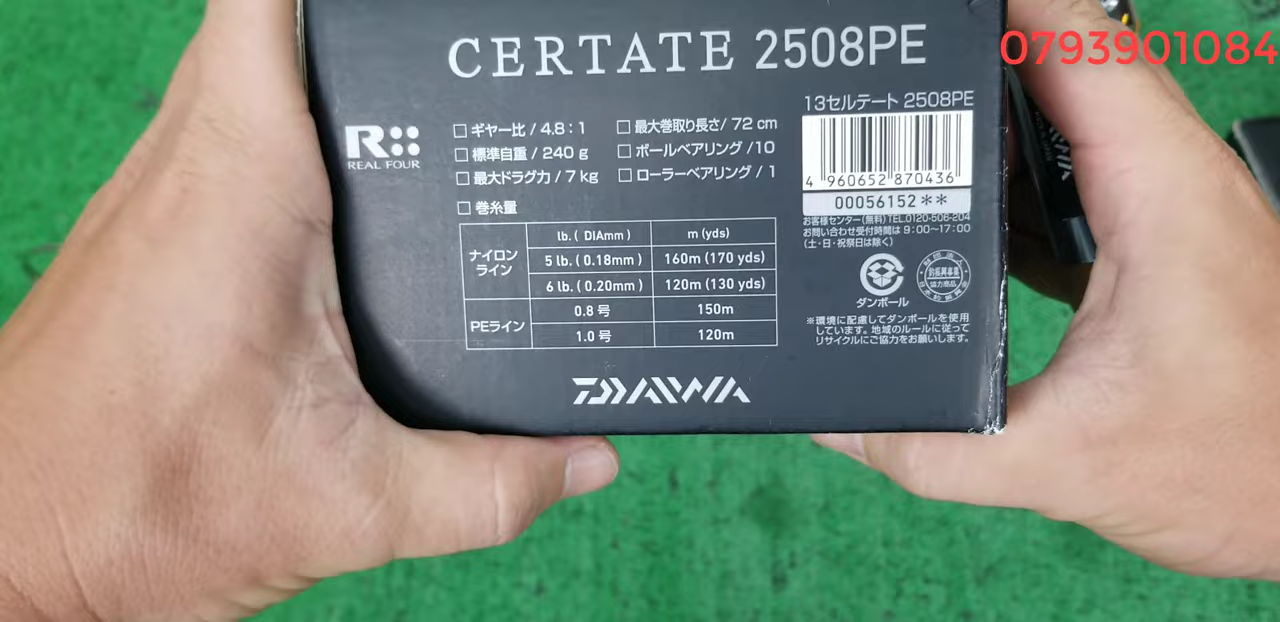 CERTATE 2508PE
0793901084
R
REAL FOUR
ギヤー比 / 4.8 : 1
標準自重 / 240 g
最大ドラグ力 / 7 kg
最大巻取り長さ/ 72 cm
ボールベアリング /10
ローラーベアリング / 1
巻糸量
lb. ( DIAmm ) m (yds)
ナイロン
ライン
5 lb. ( 0.18mm ) 160m (170 yds)
6 lb. ( 0.20mm ) 120m (130 yds)
PEライン
0.8 号 150m
1.0 号 120m
13セルテート 2508PE
4 960652 870436
00056152**
お客様センター(無料)TEL.0120-506-204
お問い合わせ受付時間は 9:00~17:00
(土・日・祝祭日は除く)
ダンボール
協力商品
※環境に配慮してダンボールを使用
しています。地域のルールに従って
リサイクルにご協力をお願いします。
DAIWA